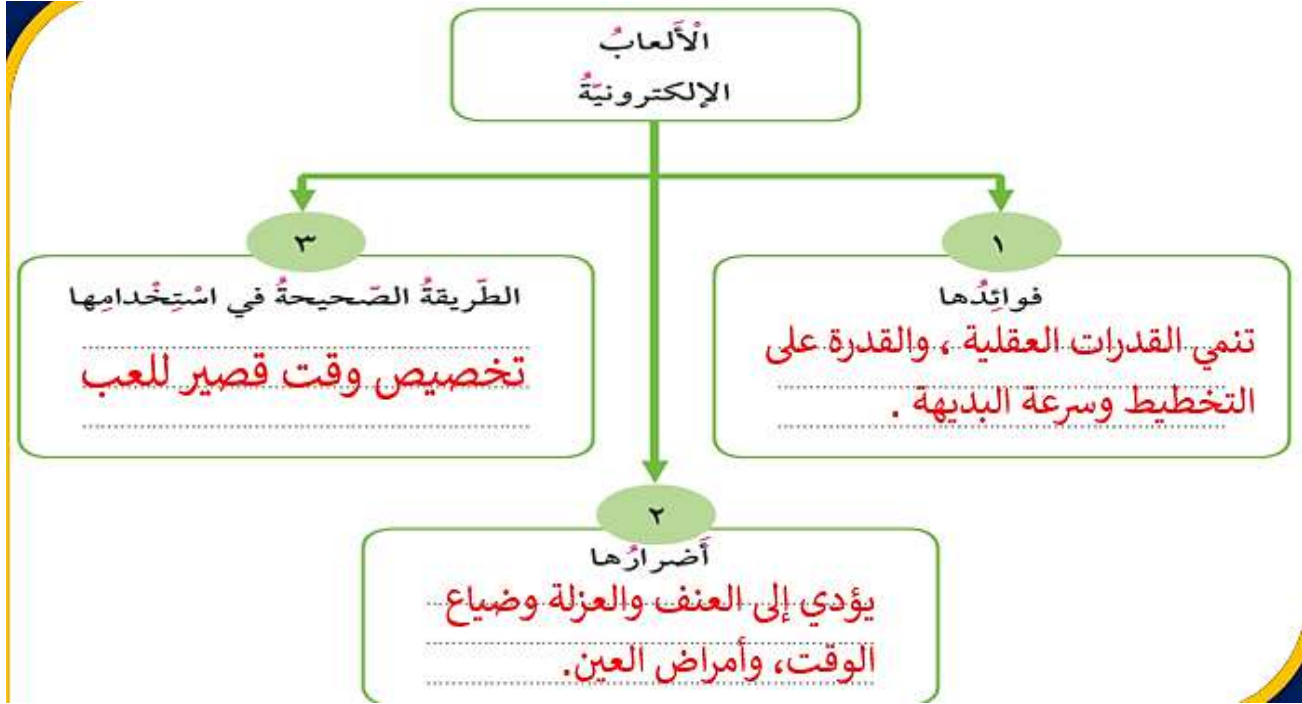 الْأَلعابُ
الإلكترونيّةُ
١
فوائِدُها
تنمي القدرات العقلية ، والقدرة على
التخطيط وسرعة البديهة .
٢
أَضرارُها
يؤدي إلى العنف والعزلة وضياع
الوقت، وأمراض العين.
٣
الطّريقةُ الصّحيحةُ في اسْتِخْدامِها
تخصيص وقت قصير للعب